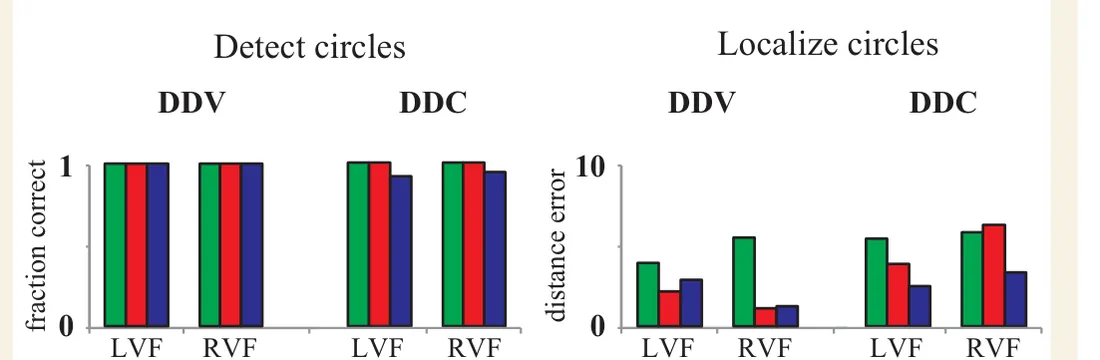 Detect circles
DDV DDC
fraction correct
1
0
LVF RVF LVF RVF
Localize circles
DDV DDC
distance error
10
0
LVF RVF LVF RVF